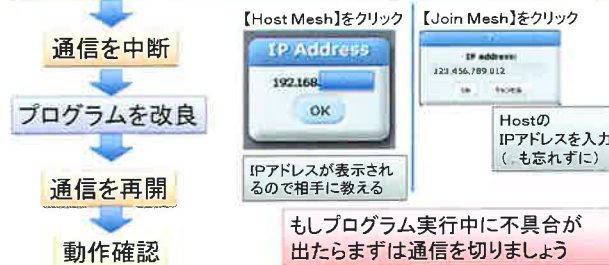 通信を中断
プログラムを改良
通信を再開
動作確認
【Host Mesh】をクリック
IP Address
192.168.
OK
IPアドレスが表示され
るので相手に教える
【Join Mesh】をクリック
IP address:
123.456.789.012
OK キャンセル
Hostの
IPアドレスを入力
( . も忘れずに)
もしプログラム実行中に不具合が
出たらまずは通信を切りましょう